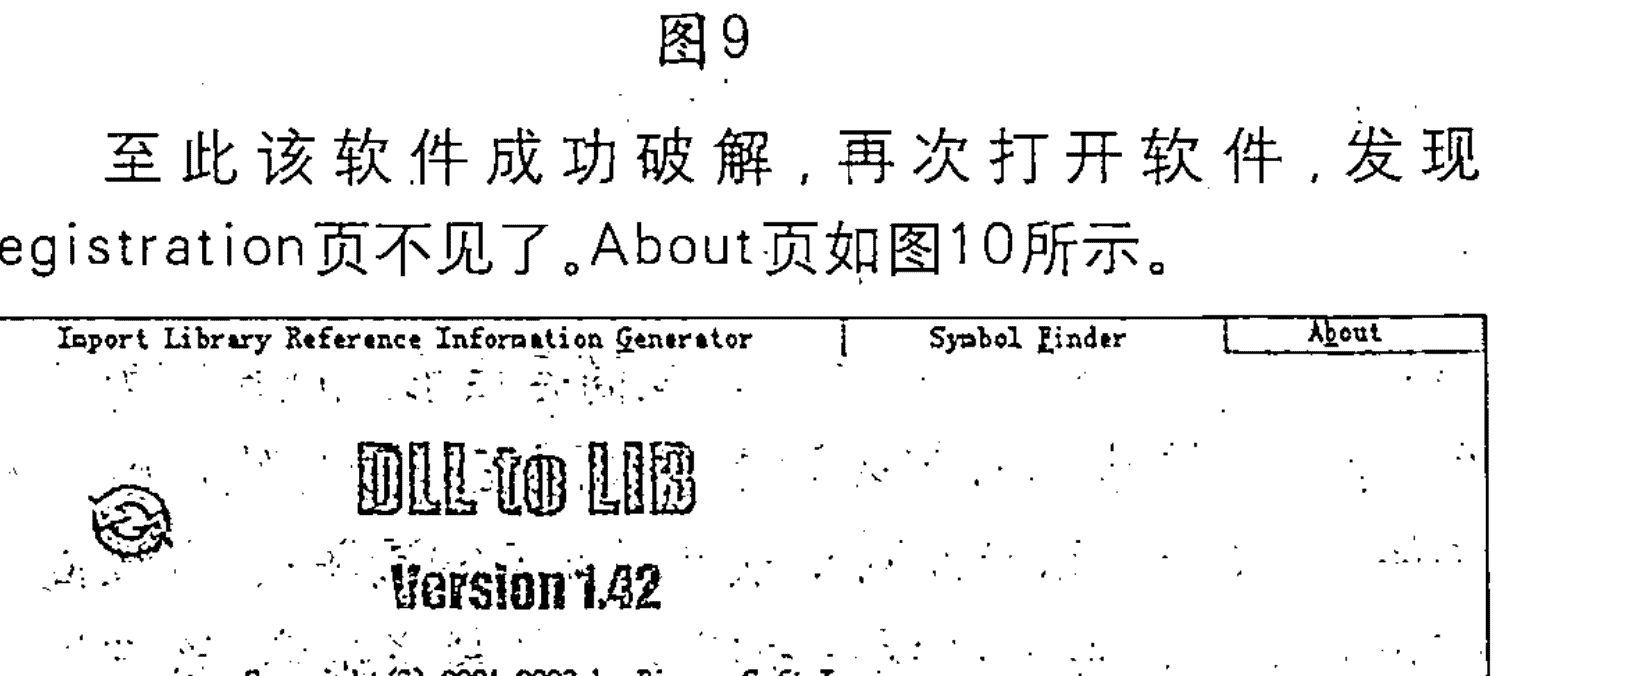 图9
至此该软件成功破解，再次打开软件，发现
egistration页不见了。About页如图10所示。
Import Library Reference Information Generator Symbol Finder About
DLL to LIB
Version 1.42